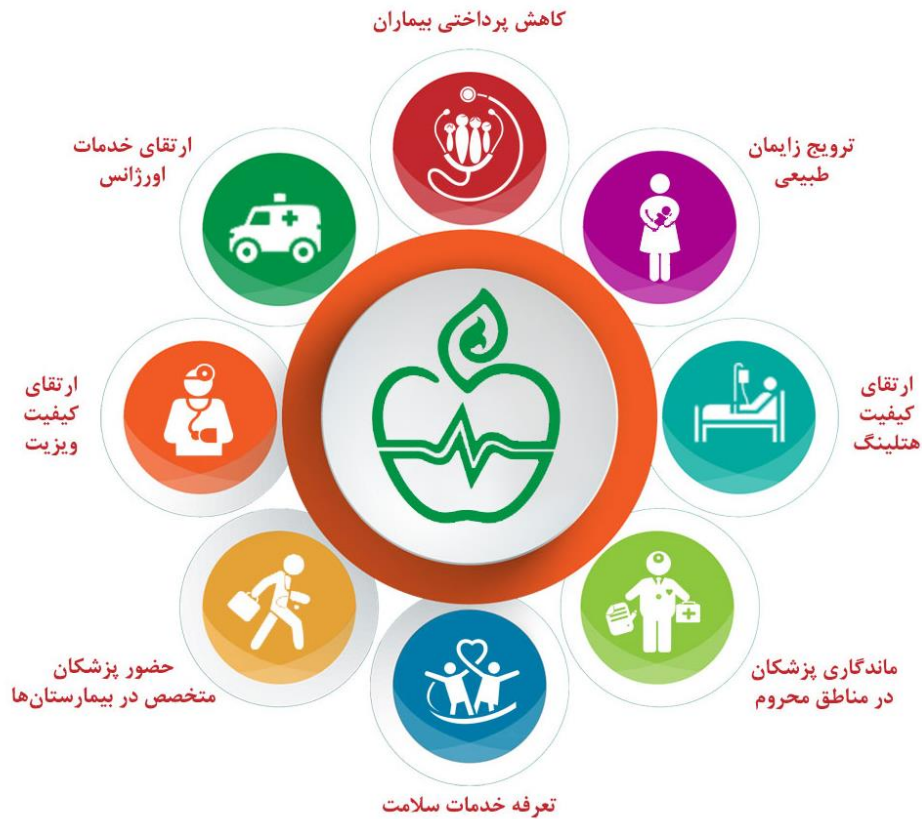 کاهش پرداختی بیماران
ترویج زایمان
طبیعی
ارتقای
کیفیت
هتلینگ
ماندگاری پزشکان
در مناطق محروم
تعرفه خدمات سلامت
حضور پزشکان
متخصص در بیمارستان‌ها
ارتقای
کیفیت
ویزیت
ارتقای خدمات
اورژانس